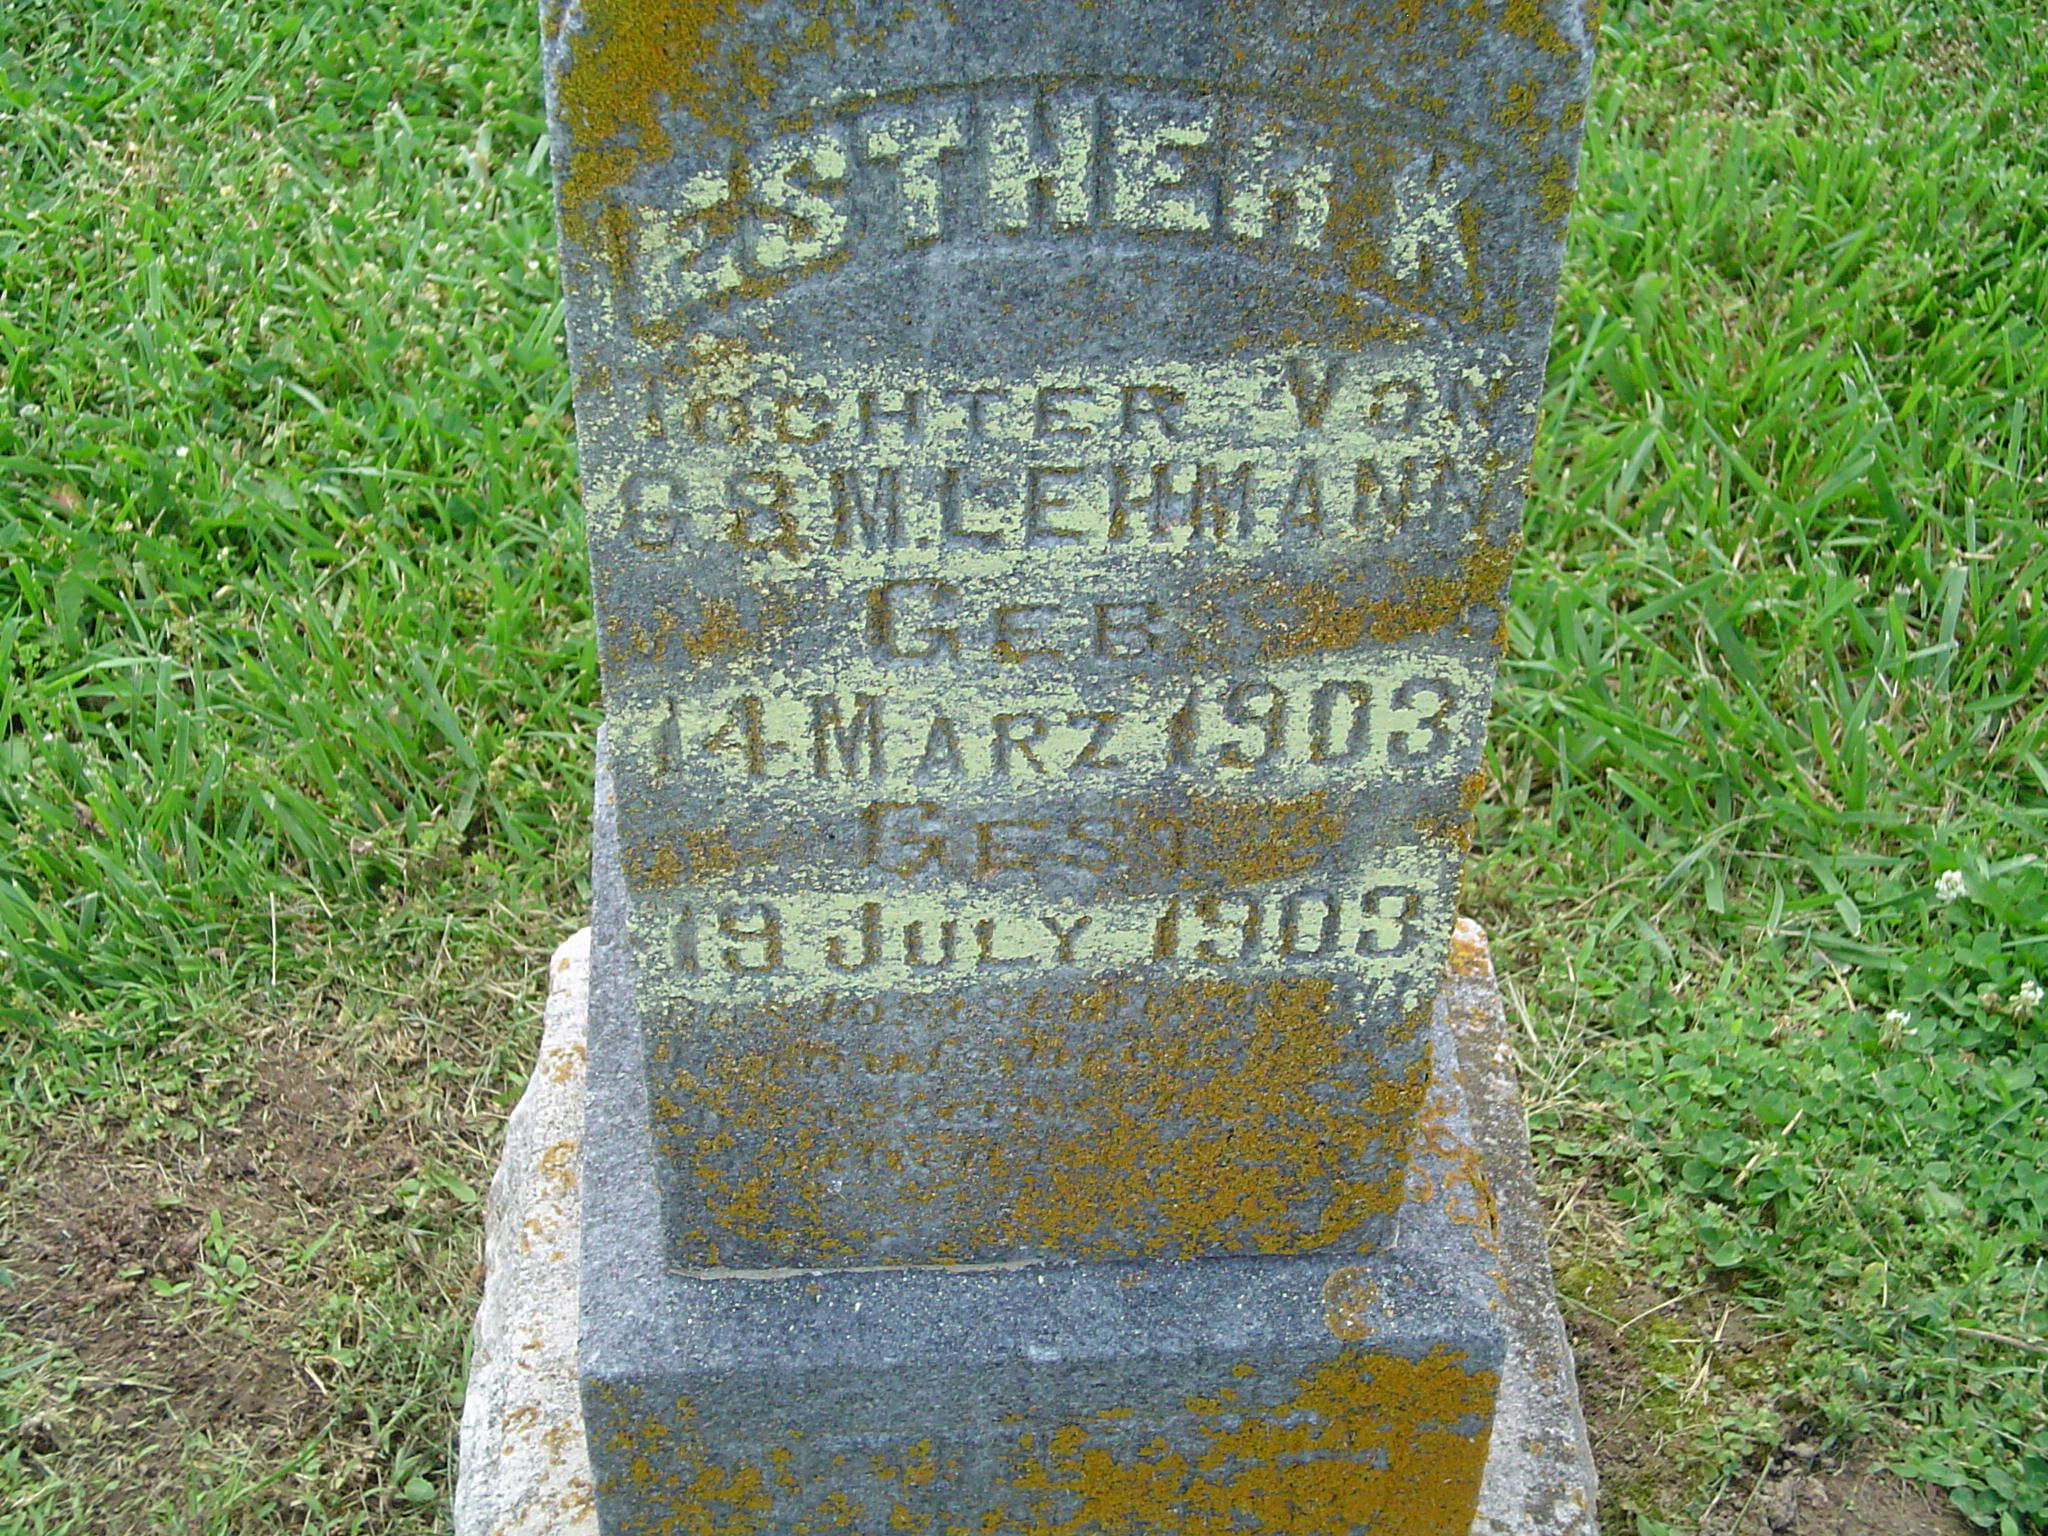 ESTHER K
TOCHTER VON
G & M LEHMANN
GEB
14 MARZ 1903
GEST
19 JULY 1903